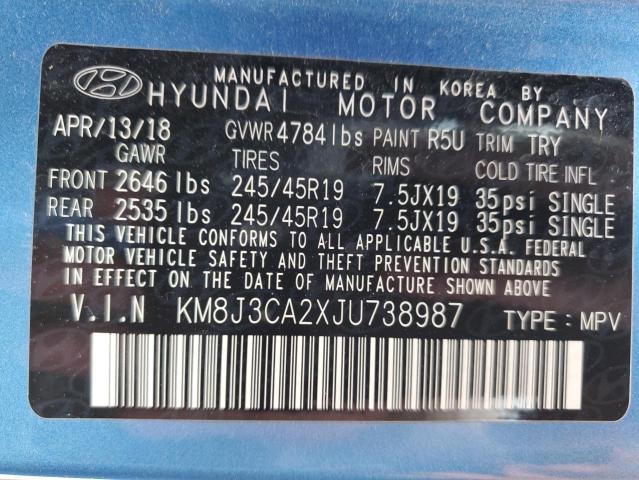 MANUFACTURED IN KOREA BY
HYUNDAI MOTOR COMPANY
APR/13/18 GVWR 4784 lbs PAINT R5U TRIM TRY
GAWR TIRES RIMS COLD TIRE INFL
FRONT 2646 lbs 245/45R19 7.5JX19 35psi SINGLE
REAR 2535 lbs 245/45R19 7.5JX19 35psi SINGLE
THIS VEHICLE CONFORMS TO ALL APPLICABLE U.S.A. FEDERAL
MOTOR VEHICLE SAFETY AND THEFT PREVENTION STANDARDS
IN EFFECT ON THE DATE OF MANUFACTURE SHOWN ABOVE.
V.I.N KM8J3CA2XJU738987 TYPE : MPV